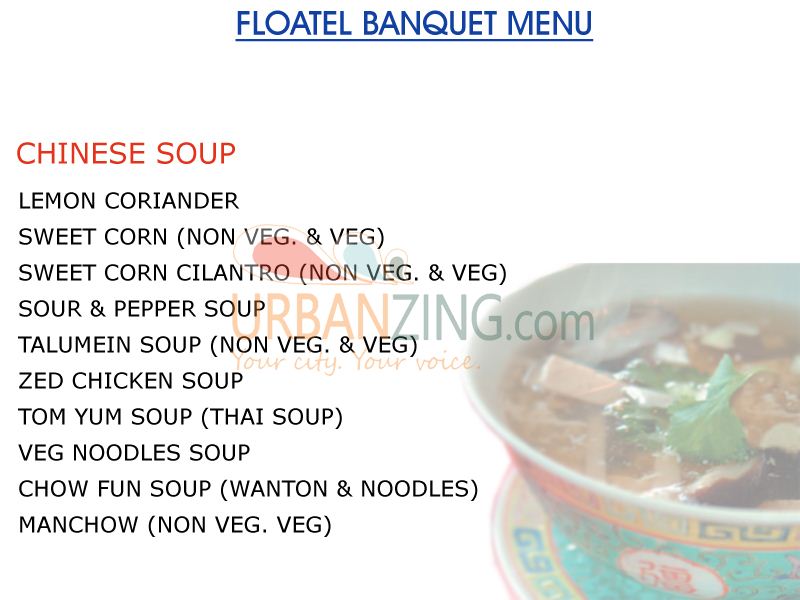 FLOATEL BANQUET MENU
CHINESE SOUP
LEMON CORIANDER
SWEET CORN (NON VEG. & VEG)
SWEET CORN CILANTRO (NON VEG. & VEG)
SOUR & PEPPER SOUP
URBANZING.com
TALUMEIN SOUP (NON VEG. & VEG)
Your city. Your voice.
ZED CHICKEN SOUP
TOM YUM SOUP (THAI SOUP)
VEG NOODLES SOUP
CHOW FUN SOUP (WANTON & NOODLES)
MANCHOW (NON VEG. VEG)